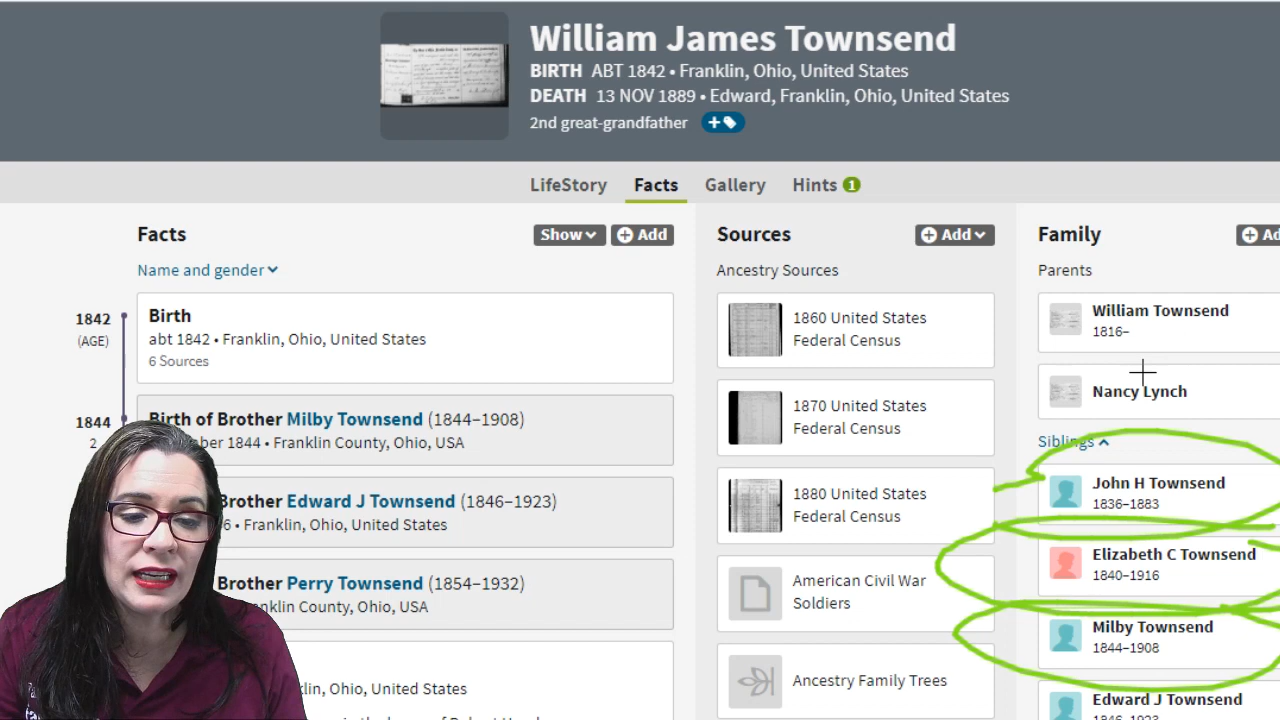 William James Townsend
BIRTH ABT 1842 • Franklin, Ohio, United States
DEATH 13 NOV 1889 • Edward, Franklin, Ohio, United States
2nd great-grandfather
LifeStory Facts Gallery Hints 1
Facts
Show
Add
Name and gender
1842
(AGE)
Birth
abt 1842 • Franklin, Ohio, United States
6 Sources
1844
2
Birth of Brother Milby Townsend (1844–1908)
1844 • Franklin County, Ohio, USA
Brother Edward J Townsend (1846–1923)
6 • Franklin, Ohio, United States
Brother Perry Townsend (1854–1932)
County, Ohio, USA
Ohio, United States
Sources
Add
Ancestry Sources
1860 United States
Federal Census
1870 United States
Federal Census
1880 United States
Federal Census
American Civil War
Soldiers
Ancestry Family Trees
Family
Parents
William Townsend
1816–
Nancy Lynch
Siblings
John H Townsend
1836–1883
Elizabeth C Townsend
1840–1916
Milby Townsend
1844–1908
Edward J Townsend